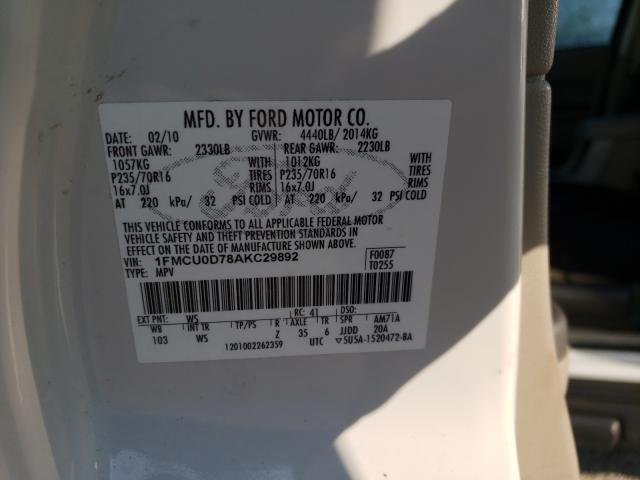 MFD. BY FORD MOTOR CO.
DATE: 02/10 GVWR: 4440LB/ 2014KG
FRONT GAWR: 2330LB REAR GAWR: 2230LB
1057KG WITH 1012KG WITH
P235/70R16 TIRES P235/70R16 TIRES
16x7.0J RIMS 16x7.0J RIMS
AT 220 kPa/ 32 PSI COLD AT 220 kPa/ 32 PSI COLD
Ford
THIS VEHICLE CONFORMS TO ALL APPLICABLE FEDERAL MOTOR
VEHICLE SAFETY AND THEFT PREVENTION STANDARDS IN
EFFECT ON THE DATE OF MANUFACTURE SHOWN ABOVE.
VIN: 1FMCU0D78AKC29892 F0087
TYPE: MPV T0255
EXT PNT: WS RC: 41 DSO:
WB INT TR TP/PS R AXLE TR SPR AM71A
103 WS Z 35 6 JJDD 20A
1201002262359 UTC ▽5U5A-1520472-BA